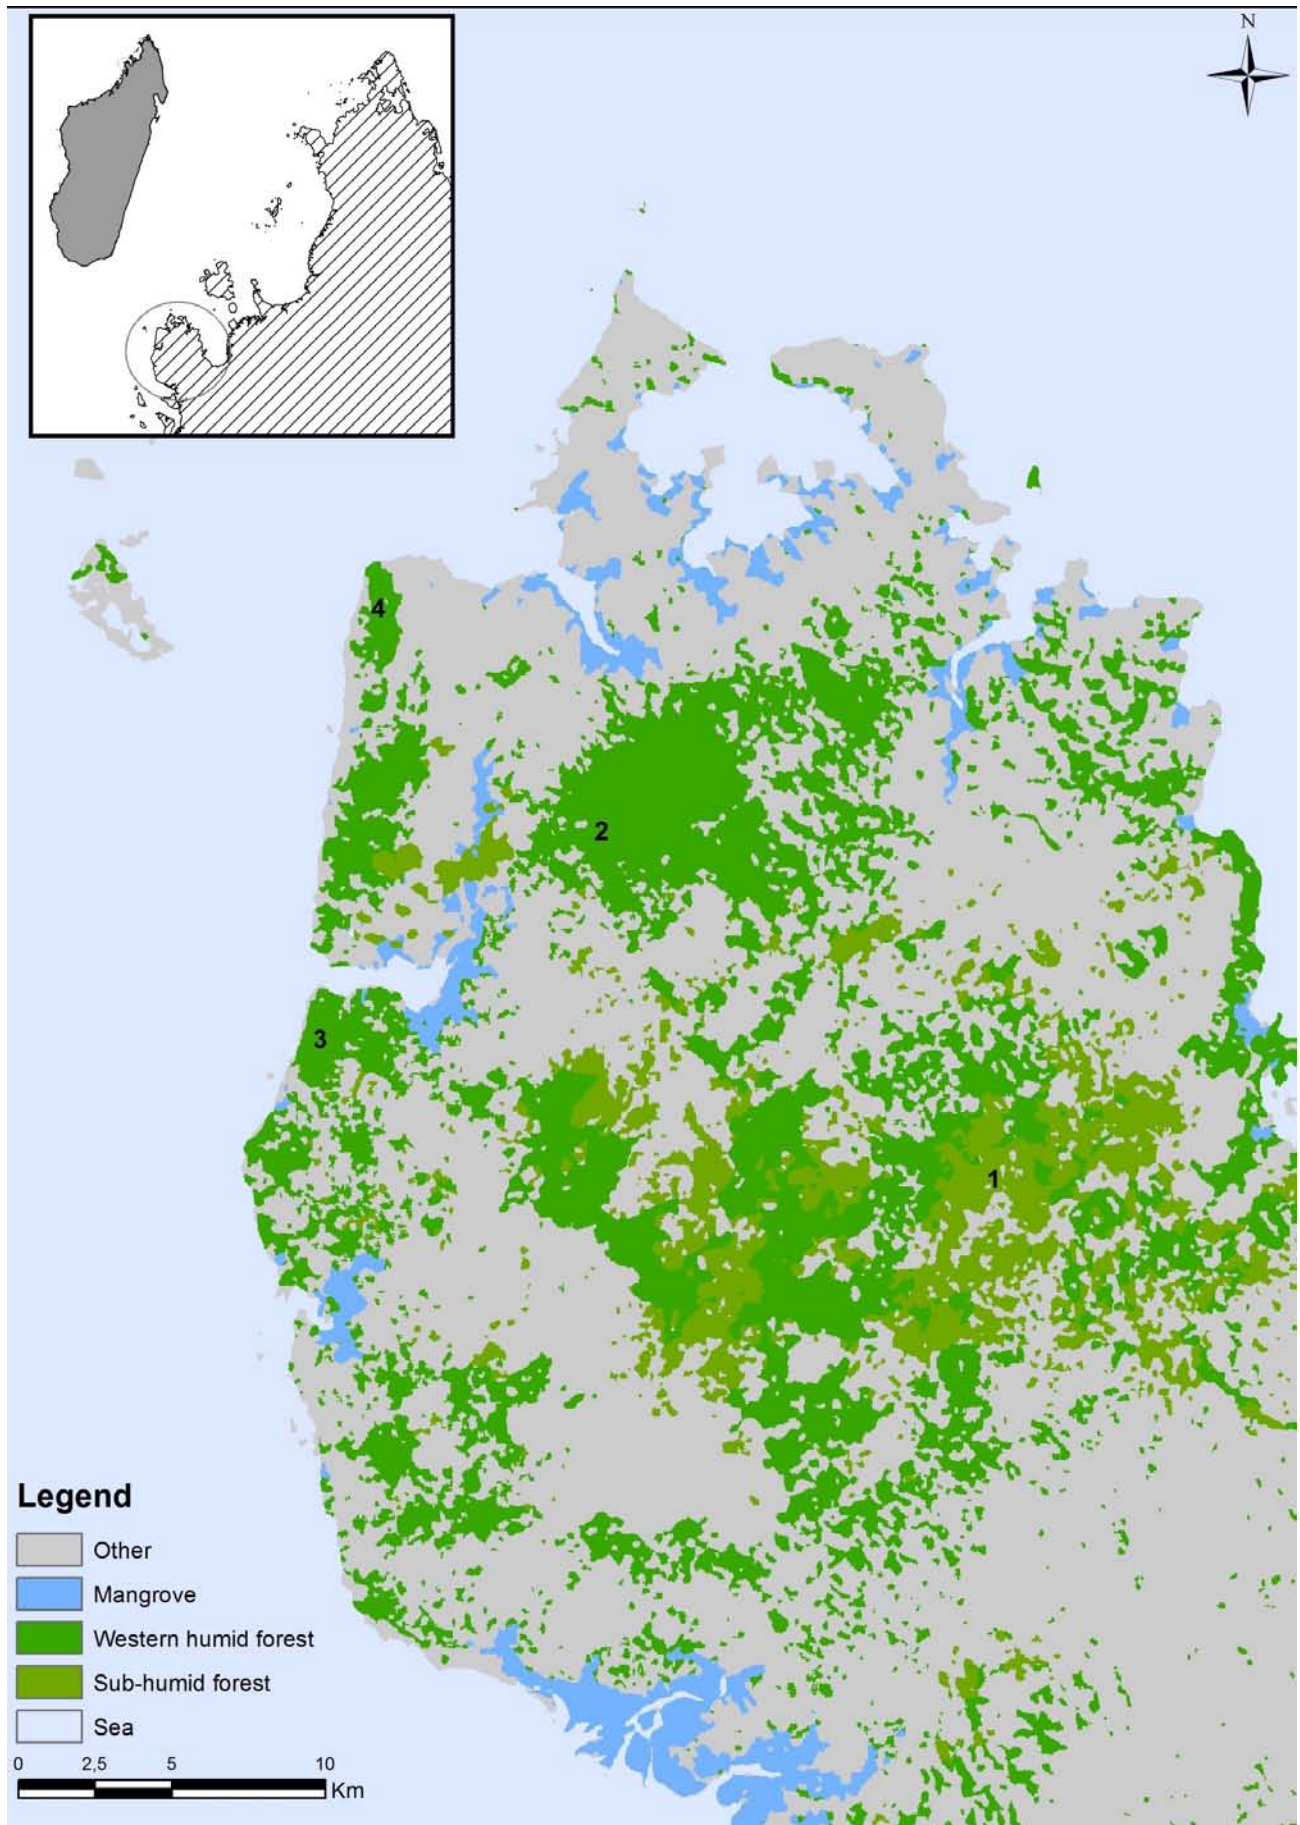 N
4
2
3
1
Legend
Other
Mangrove
Western humid forest
Sub-humid forest
Sea
0 2,5 5 10
Km